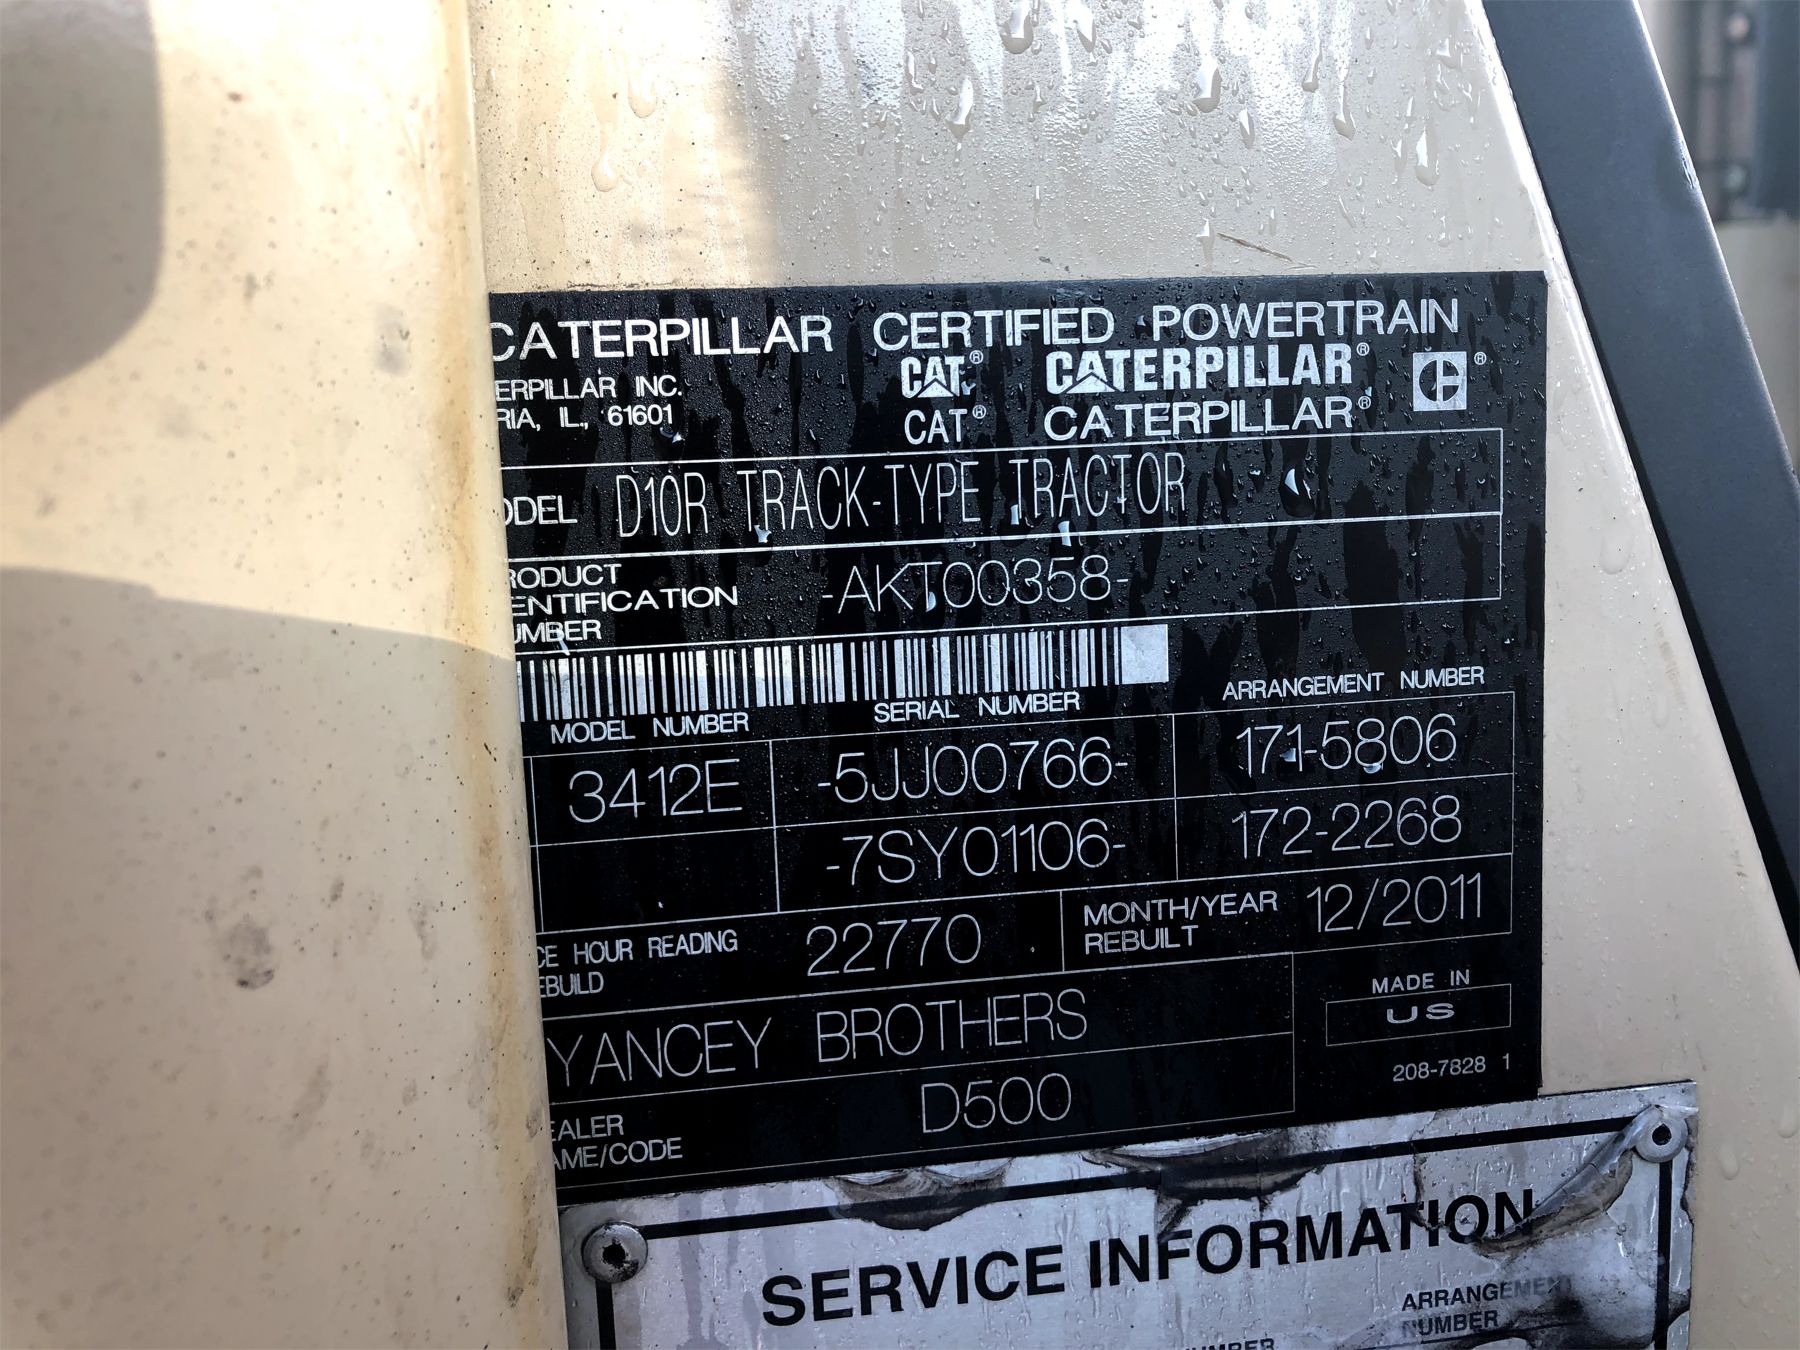 CATERPILLAR CERTIFIED POWERTRAIN
ERPILLAR INC.
RIA, IL, 61601
CAT® CATERPILLAR® ®
CAT® CATERPILLAR®
ODEL D10R TRACK-TYPE TRACTOR
RODUCT
ENTIFICATION
UMBER
-AKT00358-
MODEL NUMBER SERIAL NUMBER ARRANGEMENT NUMBER
3412E -5JJ00766- 171-5806
-7SY01106- 172-2268
CE HOUR READING
EBUILD
22770
MONTH/YEAR
REBUILT
12/2011
YANCEY BROTHERS
MADE IN
US
D500
EALER
AME/CODE
208-7828 1
SERVICE INFORMATION
ARRANGEMENT
NUMBER